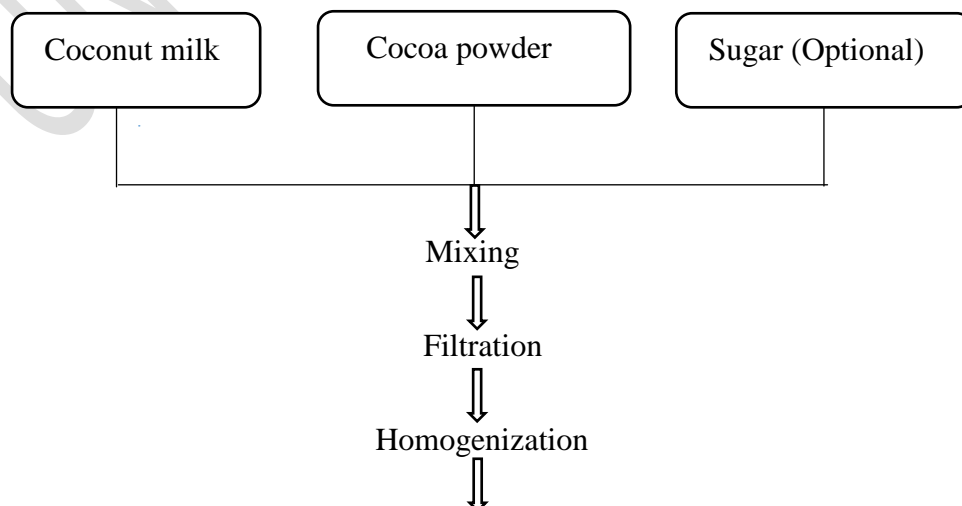 Coconut milk
Cocoa powder
Sugar (Optional)
Mixing
Filtration
Homogenization